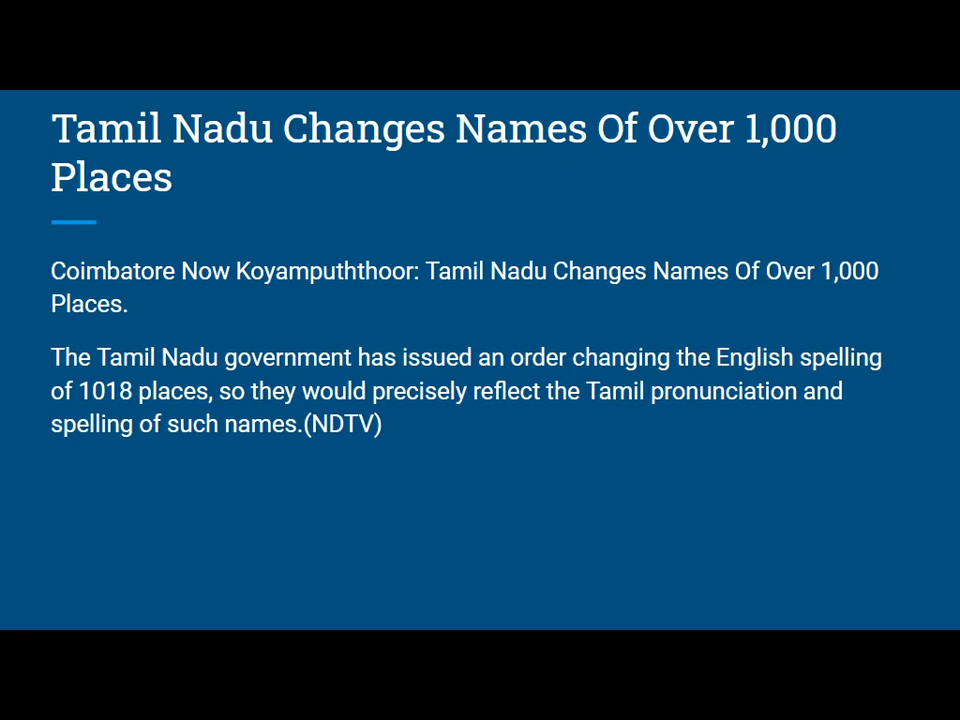 Tamil Nadu Changes Names Of Over 1,000
Places
Coimbatore Now Koyampuththoor: Tamil Nadu Changes Names Of Over 1,000
Places.
The Tamil Nadu government has issued an order changing the English spelling
of 1018 places, so they would precisely reflect the Tamil pronunciation and
spelling of such names.(NDTV)